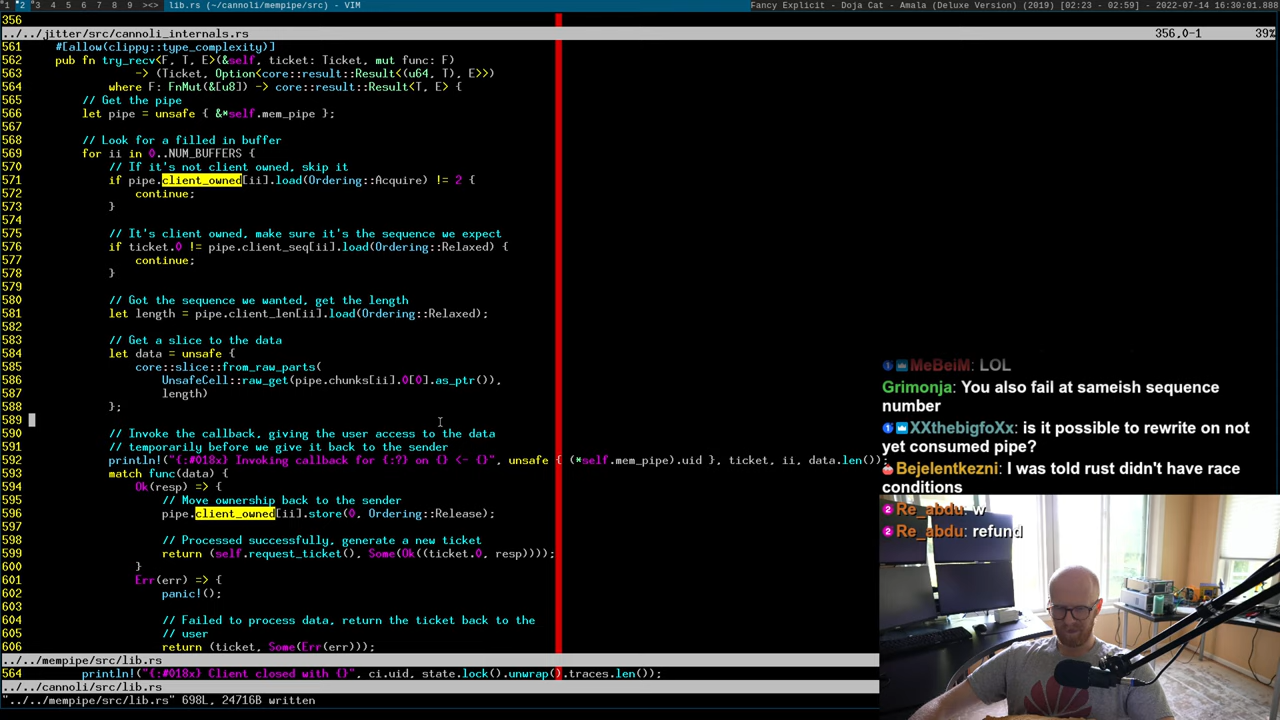 1 2 3 4 5 6 7 8 9 ><> lib.rs (~/cannoli/mempipe/src) - VIM Fancy Explicit - Doja Cat - Amala (Deluxe Version) (2019) [02:23 - 02:59] - 2022-07-14 16:30:01.888
356
../../jitter/src/cannoli_internals.rs 356,0-1 39%
561 #[allow(clippy::type_complexity)]
562 pub fn try_recv<F, T, E>(&self, ticket: Ticket, mut func: F)
563 -> (Ticket, Option<core::result::Result<(u64, T), E>>)
564 where F: FnMut(&[u8]) -> core::result::Result<T, E> {
565 // Get the pipe
566 let pipe = unsafe { &*self.mem_pipe };
567
568 // Look for a filled in buffer
569 for ii in 0..NUM_BUFFERS {
570 // If it's not client owned, skip it
571 if pipe.client_owned[ii].load(Ordering::Acquire) != 2 {
572 continue;
573 }
574
575 // It's client owned, make sure it's the sequence we expect
576 if ticket.0 != pipe.client_seq[ii].load(Ordering::Relaxed) {
577 continue;
578 }
579
580 // Got the sequence we wanted, get the length
581 let length = pipe.client_len[ii].load(Ordering::Relaxed);
582
583 // Get a slice to the data
584 let data = unsafe {
585 core::slice::from_raw_parts(
586 UnsafeCell::raw_get(pipe.chunks[ii].0[0].as_ptr()),
587 length)
588 };
589
590 // Invoke the callback, giving the user access to the data
591 // temporarily before we give it back to the sender
592 println!("{:#018x} Invoking callback for {:?} on {} <- {}", unsafe { (*self.mem_pipe).uid }, ticket, ii, data.len());
593 match func(data) {
594 Ok(resp) => {
595 // Move ownership back to the sender
596 pipe.client_owned[ii].store(0, Ordering::Release);
597
598 // Processed successfully, generate a new ticket
599 return (self.request_ticket(), Some(Ok((ticket.0, resp))));
600 }
601 Err(err) => {
602 panic!();
603
604 // Failed to process data, return the ticket back to the
605 // user
606 return (ticket, Some(Err(err)));
../../mempipe/src/lib.rs
564 println!("{:#018x} Client closed with {}", ci.uid, state.lock().unwrap().traces.len());
../../cannoli/src/lib.rs
"../../mempipe/src/lib.rs" 698L, 24716B written
MeBeiM: LOL
Grimonja: You also fail at sameish sequence
number
XXthebigfoXx: is it possible to rewrite on not
yet consumed pipe?
Bejelentkezni: I was told rust didn't have race
conditions
Re_abdu: w
Re_abdu: refund